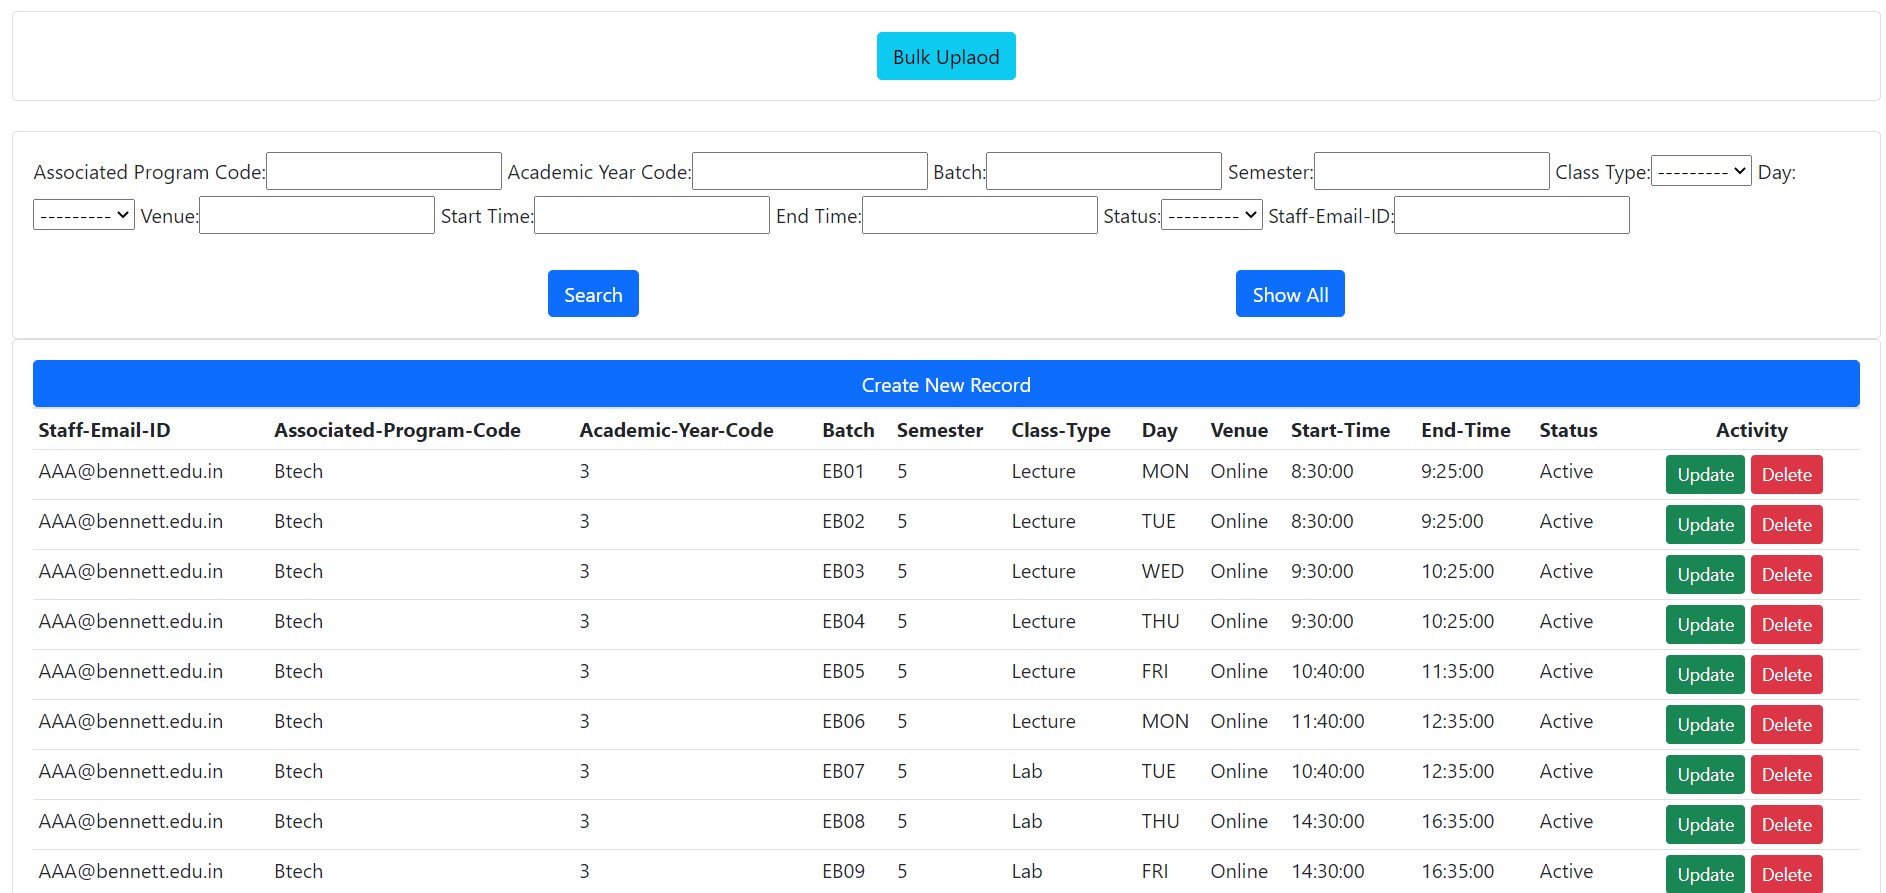 Bulk Uplaod
Associated Program Code: Academic Year Code: Batch: Semester: Class Type: --------- Day:
--------- Venue: Start Time: End Time: Status: --------- Staff-Email-ID:
Search Show All
Create New Record
Staff-Email-ID Associated-Program-Code Academic-Year-Code Batch Semester Class-Type Day Venue Start-Time End-Time Status Activity
AAA@bennett.edu.in Btech 3 EB01 5 Lecture MON Online 8:30:00 9:25:00 Active Update Delete
AAA@bennett.edu.in Btech 3 EB02 5 Lecture TUE Online 8:30:00 9:25:00 Active Update Delete
AAA@bennett.edu.in Btech 3 EB03 5 Lecture WED Online 9:30:00 10:25:00 Active Update Delete
AAA@bennett.edu.in Btech 3 EB04 5 Lecture THU Online 9:30:00 10:25:00 Active Update Delete
AAA@bennett.edu.in Btech 3 EB05 5 Lecture FRI Online 10:40:00 11:35:00 Active Update Delete
AAA@bennett.edu.in Btech 3 EB06 5 Lecture MON Online 11:40:00 12:35:00 Active Update Delete
AAA@bennett.edu.in Btech 3 EB07 5 Lab TUE Online 10:40:00 12:35:00 Active Update Delete
AAA@bennett.edu.in Btech 3 EB08 5 Lab THU Online 14:30:00 16:35:00 Active Update Delete
AAA@bennett.edu.in Btech 3 EB09 5 Lab FRI Online 14:30:00 16:35:00 Active Update Delete